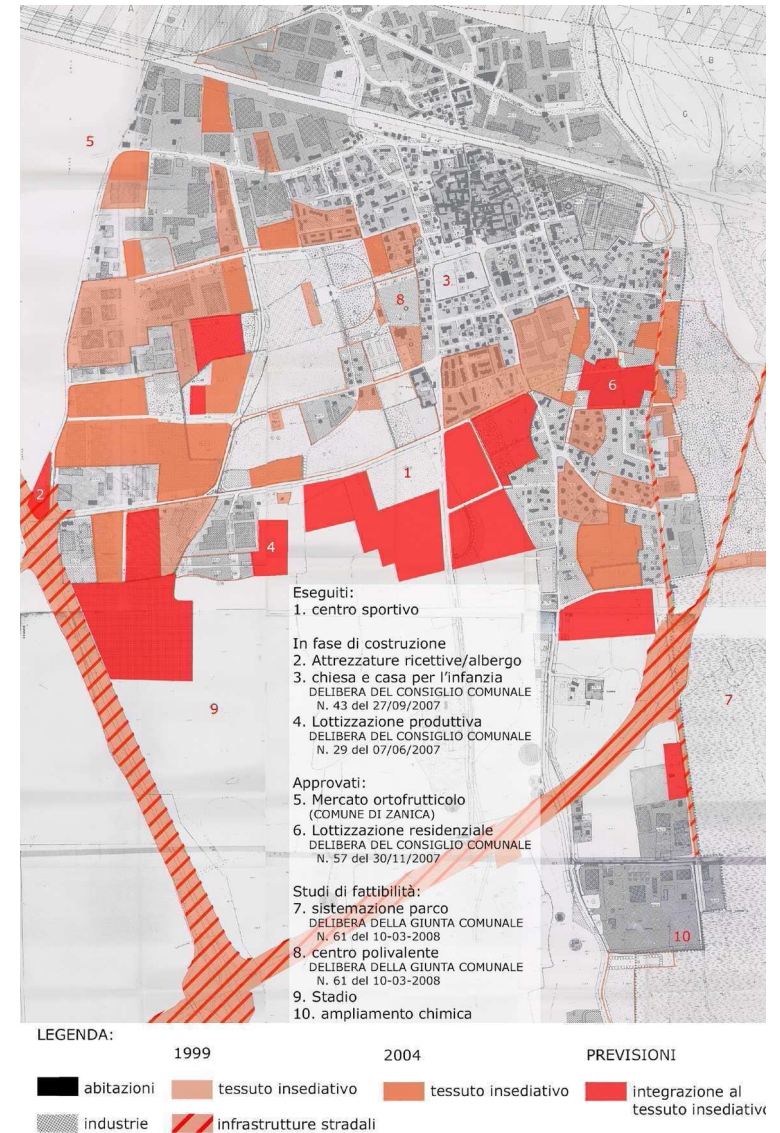 A
A
B
G
5
3
8
6
1
2
4
9
7
10
Eseguiti:
1. centro sportivo
In fase di costruzione
2. Attrezzature ricettive/albergo
3. chiesa e casa per l'infanzia
DELIBERA DEL CONSIGLIO COMUNALE
N. 43 del 27/09/2007
4. Lottizzazione produttiva
DELIBERA DEL CONSIGLIO COMUNALE
N. 29 del 07/06/2007
Approvati:
5. Mercato ortofrutticolo
(COMUNE DI ZANICA)
6. Lottizzazione residenziale
DELIBERA DEL CONSIGLIO COMUNALE
N. 57 del 30/11/2007
Studi di fattibilità:
7. sistemazione parco
DELIBERA DELLA GIUNTA COMUNALE
N. 61 del 10-03-2008
8. centro polivalente
DELIBERA DELLA GIUNTA COMUNALE
N. 61 del 10-03-2008
9. Stadio
10. ampliamento chimica
LEGENDA:
1999
2004
PREVISIONI
abitazioni
tessuto insediativo
tessuto insediativo
integrazione al
tessuto insediativo
industrie
infrastrutture stradali